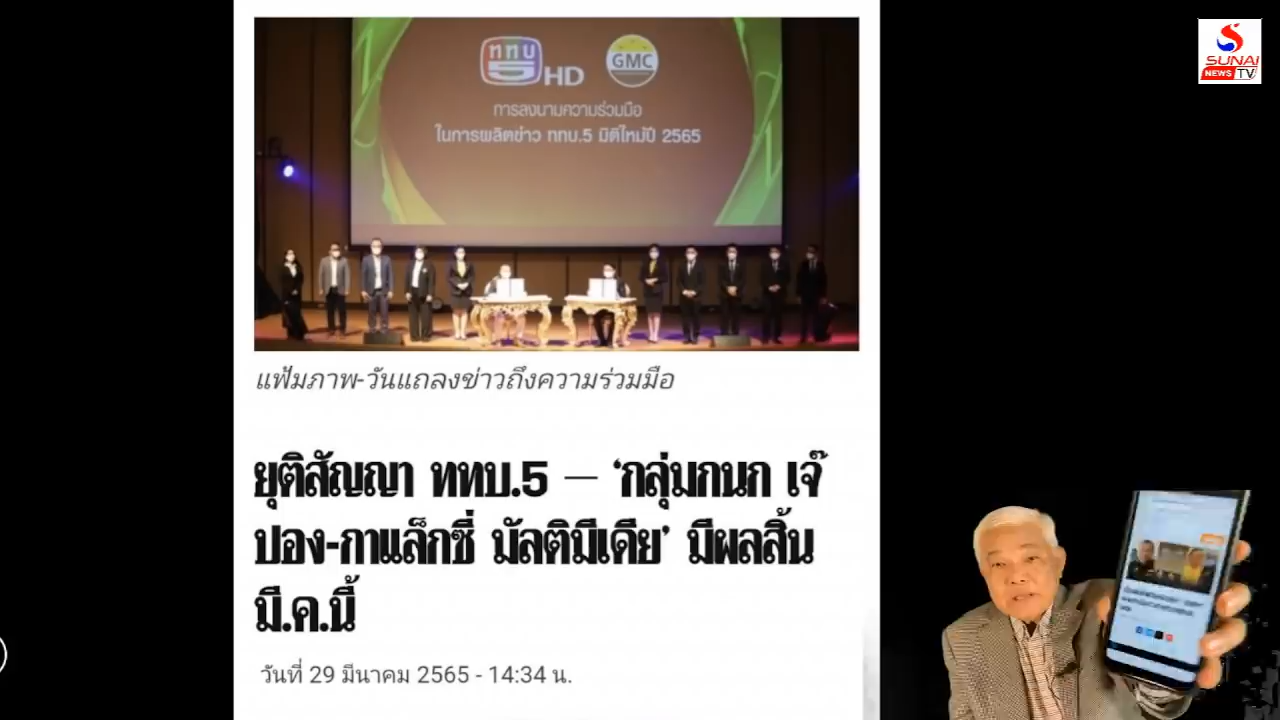 ททบ
5 HD
GMC
การลงนามความร่วมมือ
ในการผลิตข่าว ททบ.5 มิติใหม่ปี 2565
SUNAI
NEWS TV
แฟ้มภาพ-วันแถลงข่าวถึงความร่วมมือ
ยุติสัญญา ททบ.5 – ‘กลุ่มกนก เจ๊
ปอง-กาแล็กซี่ มัลติมีเดีย’ มีผลสิ้น
มี.ค.นี้
วันที่ 29 มีนาคม 2565 - 14:34 น.